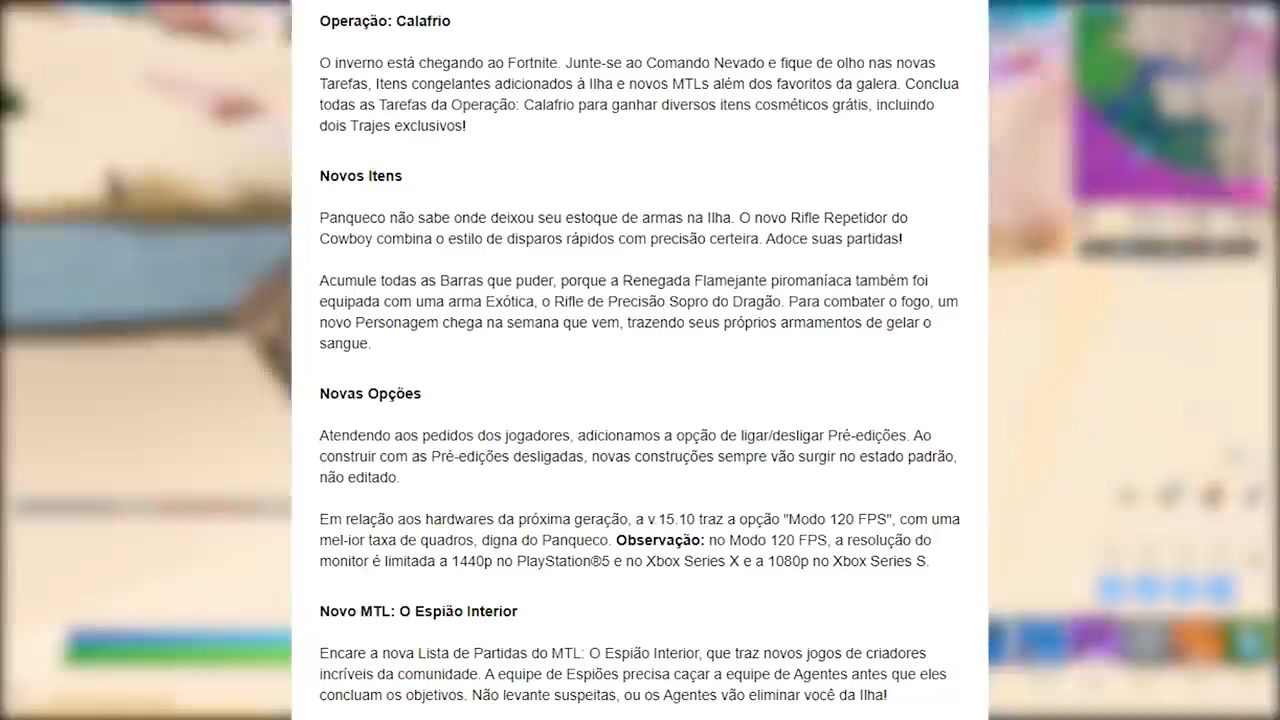 Operação: Calafrio
O inverno está chegando ao Fortnite. Junte-se ao Comando Nevado e fique de olho nas novas
Tarefas, Itens congelantes adicionados à Ilha e novos MTLs além dos favoritos da galera. Conclua
todas as Tarefas da Operação: Calafrio para ganhar diversos itens cosméticos grátis, incluindo
dois Trajes exclusivos!
Novos Itens
Panqueco não sabe onde deixou seu estoque de armas na Ilha. O novo Rifle Repetidor do
Cowboy combina o estilo de disparos rápidos com precisão certeira. Adoce suas partidas!
Acumule todas as Barras que puder, porque a Renegada Flamejante piromaníaca também foi
equipada com uma arma Exótica, o Rifle de Precisão Sopro do Dragão. Para combater o fogo, um
novo Personagem chega na semana que vem, trazendo seus próprios armamentos de gelar o
sangue.
Novas Opções
Atendendo aos pedidos dos jogadores, adicionamos a opção de ligar/desligar Pré-edições. Ao
construir com as Pré-edições desligadas, novas construções sempre vão surgir no estado padrão,
não editado.
Em relação aos hardwares da próxima geração, a v.15.10 traz a opção "Modo 120 FPS", com uma
mel-ior taxa de quadros, digna do Panqueco. Observação: no Modo 120 FPS, a resolução do
monitor é limitada a 1440p no PlayStation®5 e no Xbox Series X e a 1080p no Xbox Series S.
Novo MTL: O Espião Interior
Encare a nova Lista de Partidas do MTL: O Espião Interior, que traz novos jogos de criadores
incríveis da comunidade. A equipe de Espiões precisa caçar a equipe de Agentes antes que eles
concluam os objetivos. Não levante suspeitas, ou os Agentes vão eliminar você da Ilha!